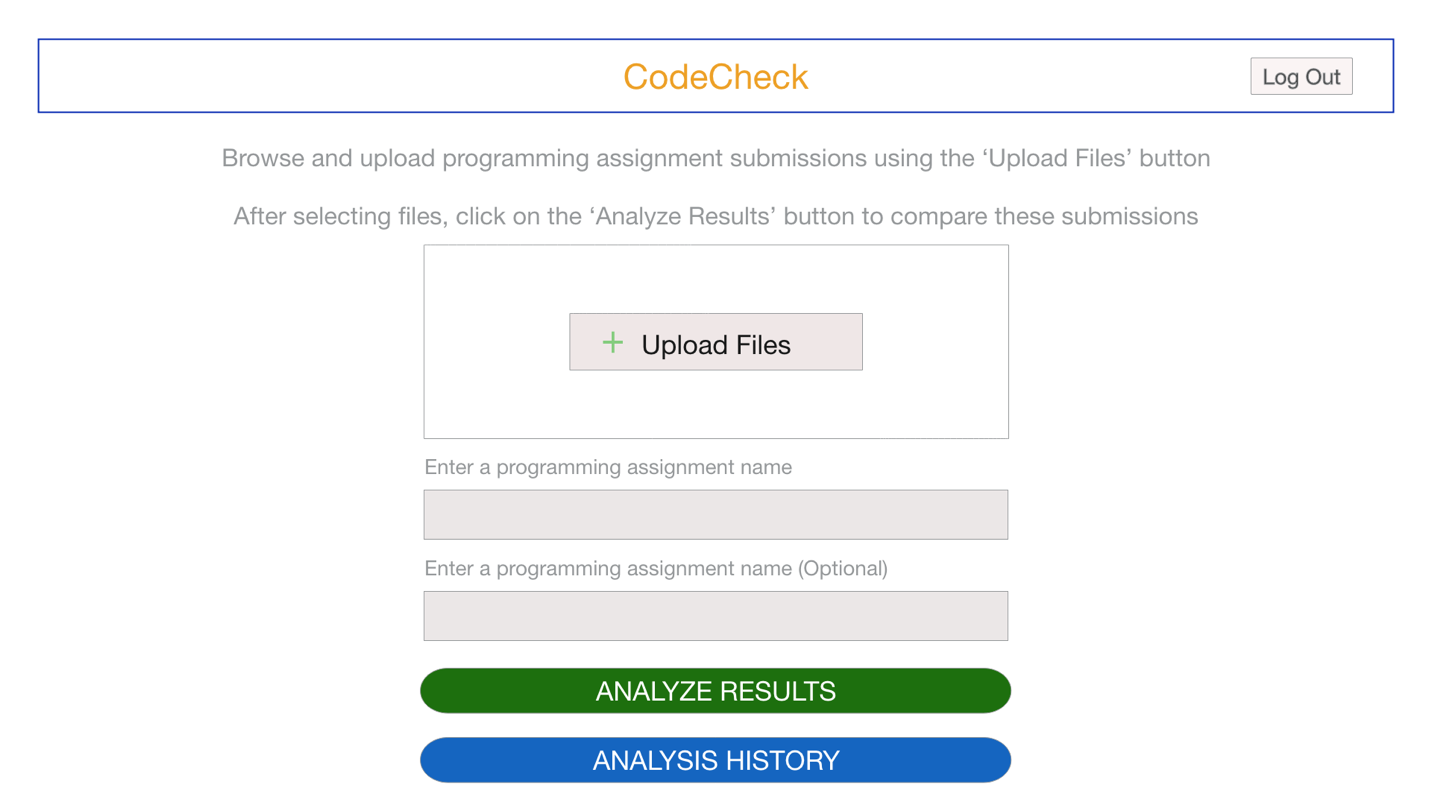 CodeCheck
Log Out
Browse and upload programming assignment submissions using the ‘Upload Files’ button
After selecting files, click on the ‘Analyze Results’ button to compare these submissions
+ Upload Files
Enter a programming assignment name
Enter a programming assignment name (Optional)
ANALYZE RESULTS
ANALYSIS HISTORY